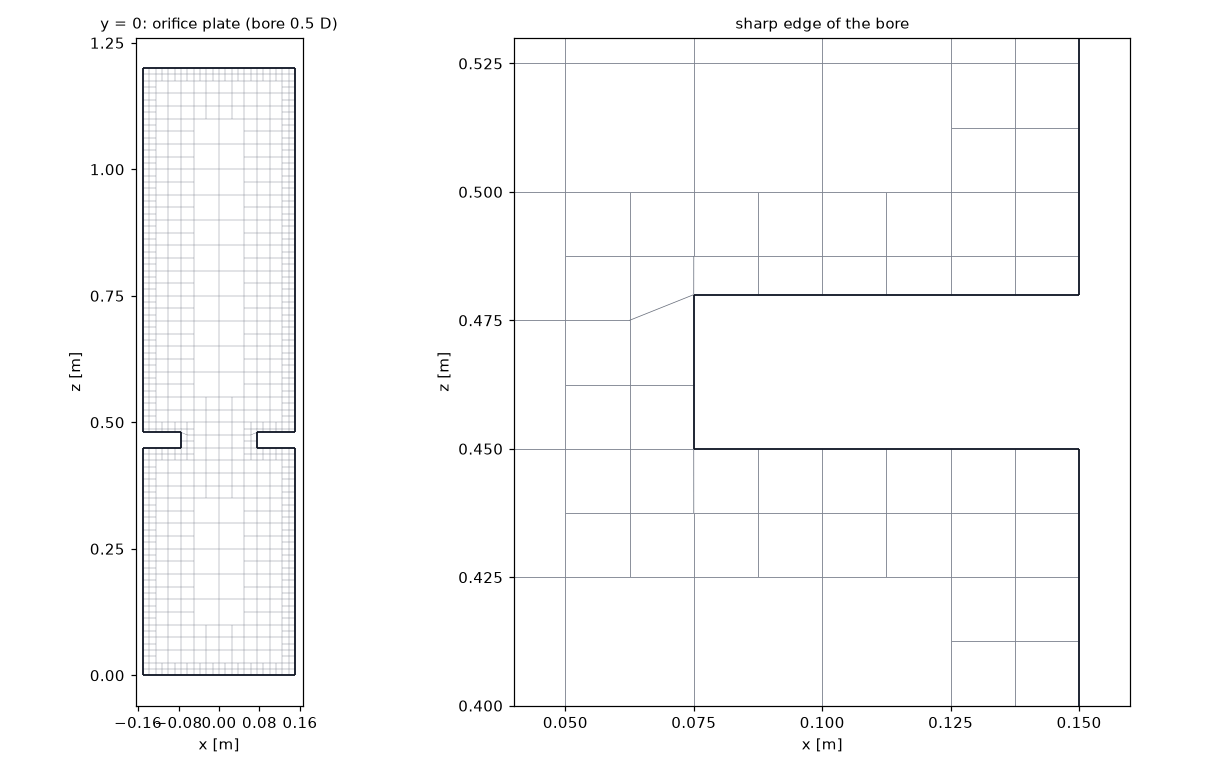 y = 0: orifice plate (bore 0.5 D)
1.25
1.00
0.75
0.50
0.25
0.00
z [m]
−0.16 −0.08 0.00 0.08 0.16
x [m]
sharp edge of the bore
0.525
0.500
0.475
0.450
0.425
0.400
z [m]
0.050 0.075 0.100 0.125 0.150
x [m]